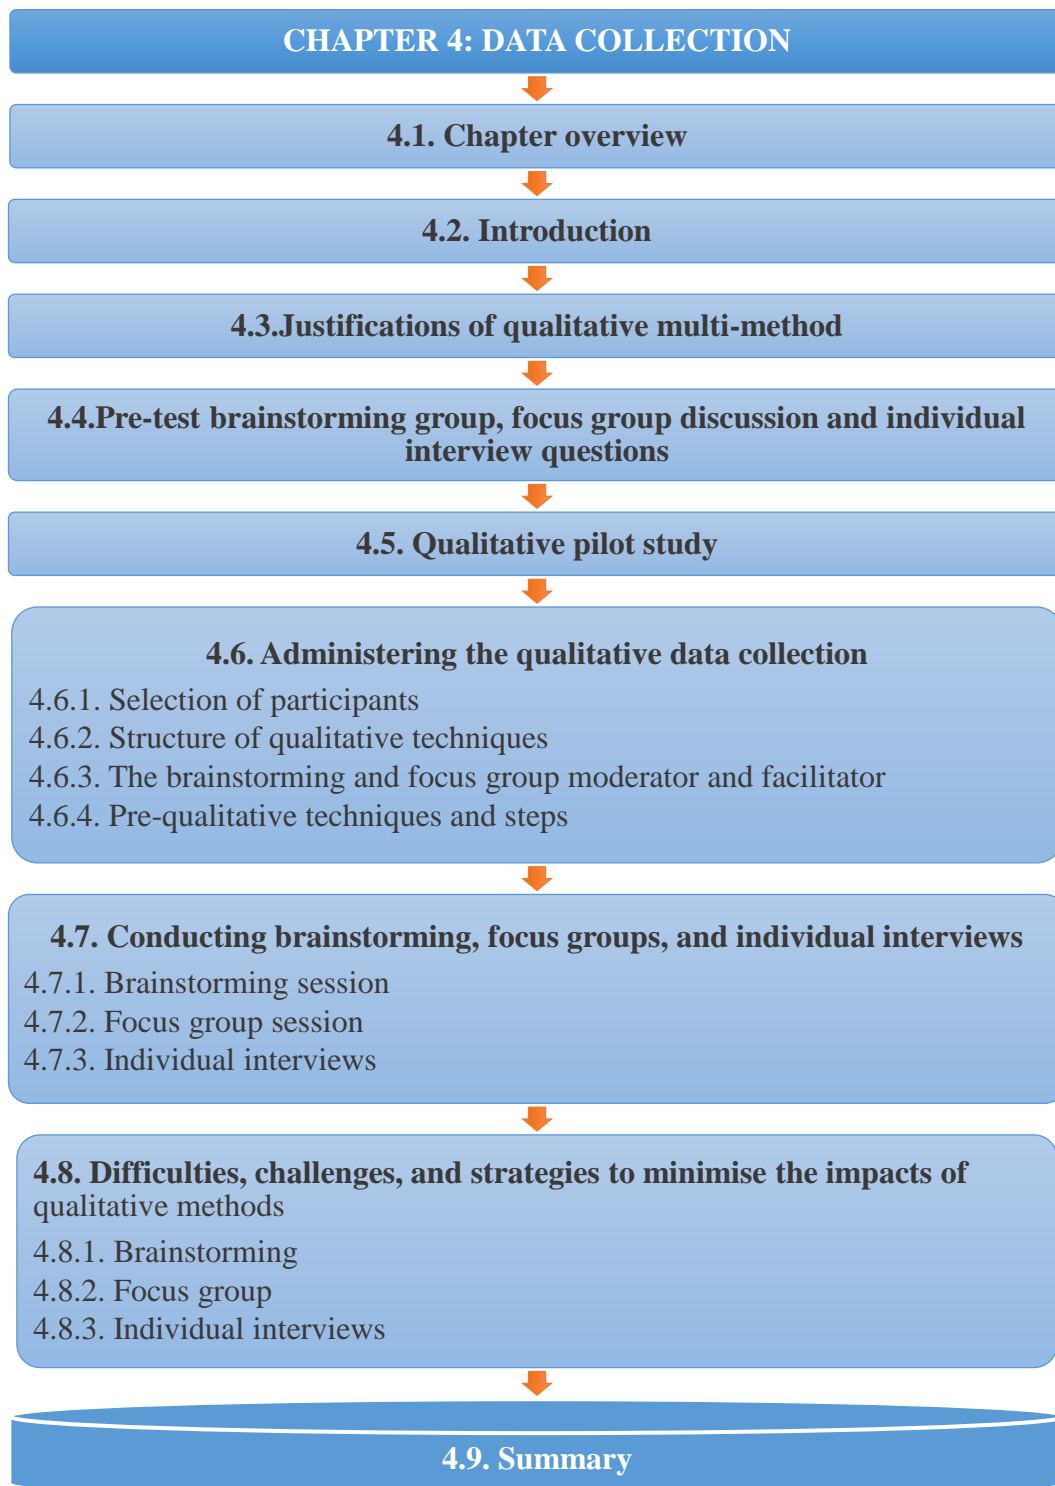 CHAPTER 4: DATA COLLECTION
4.1. Chapter overview
4.2. Introduction
4.3.Justifications of qualitative multi-method
4.4.Pre-test brainstorming group, focus group discussion and individual
interview questions
4.5. Qualitative pilot study
4.6. Administering the qualitative data collection
4.6.1. Selection of participants
4.6.2. Structure of qualitative techniques
4.6.3. The brainstorming and focus group moderator and facilitator
4.6.4. Pre-qualitative techniques and steps
4.7. Conducting brainstorming, focus groups, and individual interviews
4.7.1. Brainstorming session
4.7.2. Focus group session
4.7.3. Individual interviews
4.8. Difficulties, challenges, and strategies to minimise the impacts of
qualitative methods
4.8.1. Brainstorming
4.8.2. Focus group
4.8.3. Individual interviews
4.9. Summary